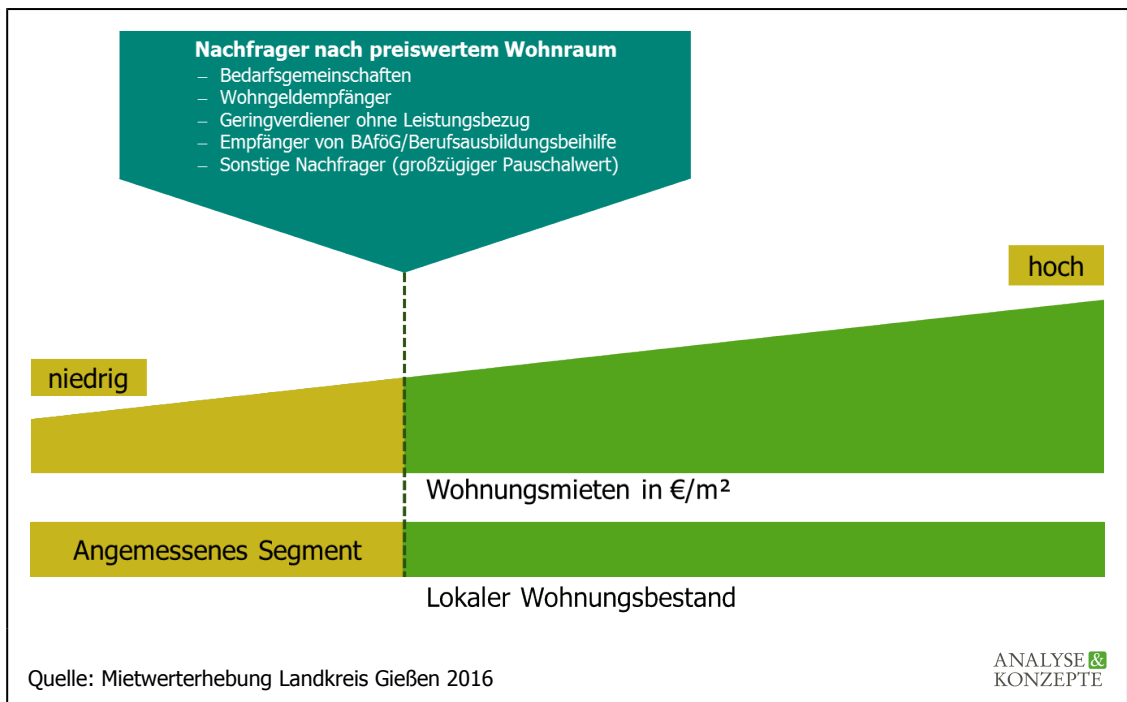 Nachfrager nach preiswertem Wohnraum
– Bedarfsgemeinschaften
– Wohngeldempfänger
– Geringverdiener ohne Leistungsbezug
– Empfänger von BAföG/Berufsausbildungsbeihilfe
– Sonstige Nachfrager (großzügiger Pauschalwert)
hoch
niedrig
Wohnungsmieten in €/m²
Angemessenes Segment
Lokaler Wohnungsbestand
Quelle: Mietwerterhebung Landkreis Gießen 2016
ANALYSE &
KONZEPTE